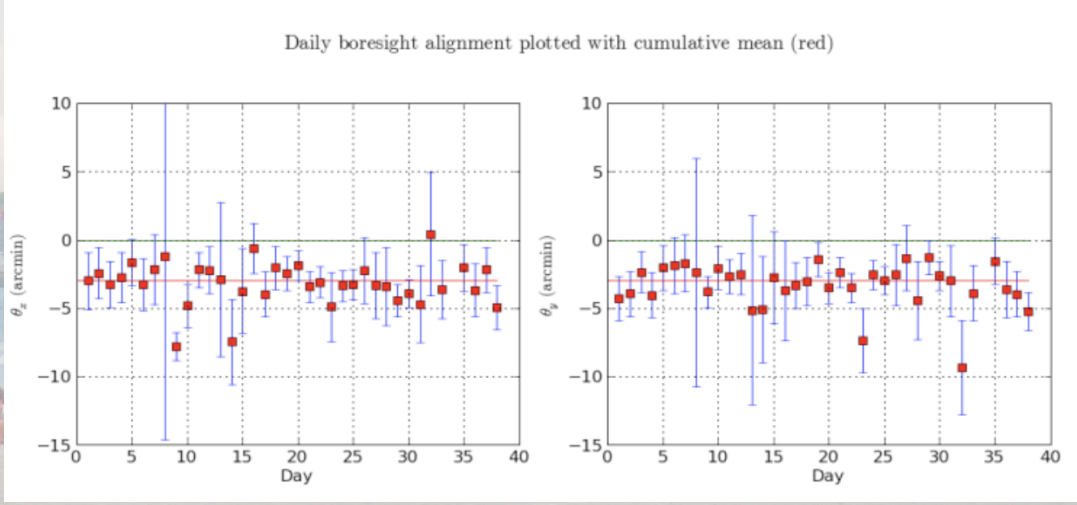 Daily boresight alignment plotted with cumulative mean (red)
10
5
0
−5
−10
−15
θx (arcmin)
0 5 10 15 20 25 30 35 40
Day
10
5
0
−5
−10
−15
θy (arcmin)
0 5 10 15 20 25 30 35 40
Day